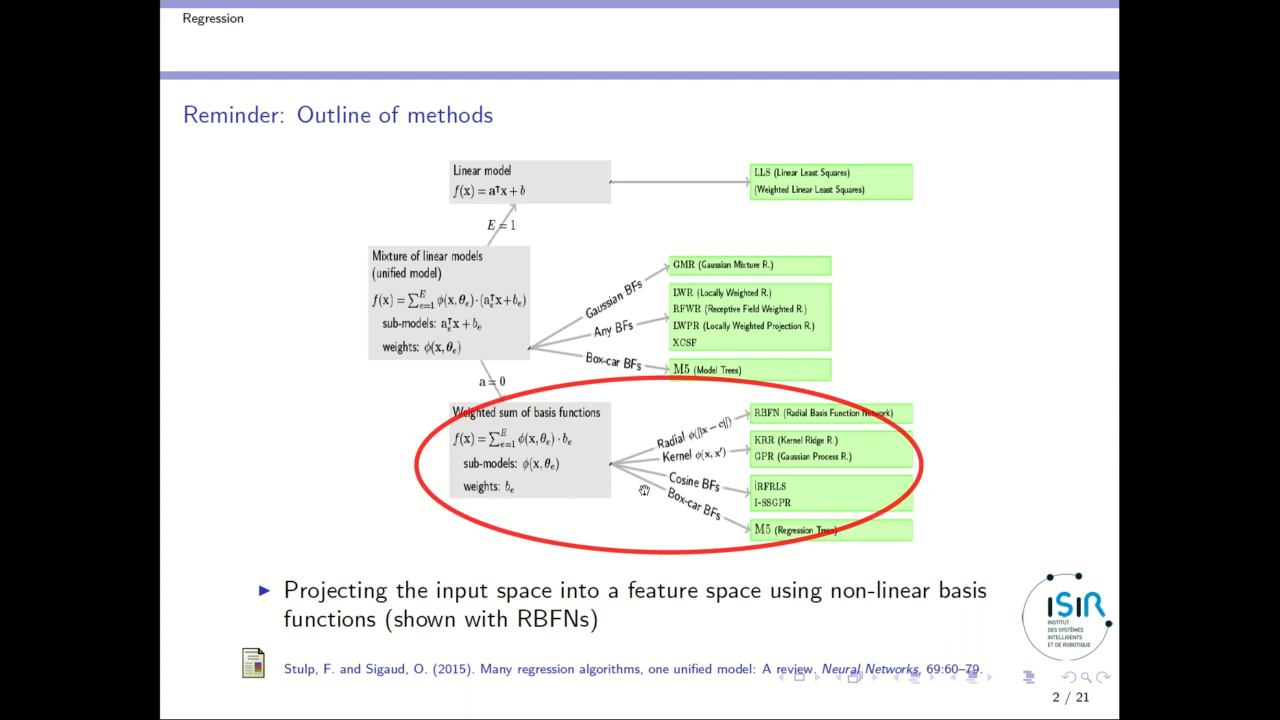 Regression
Reminder: Outline of methods
Linear model
f(x) = aᵀx + b
LLS (Linear Least Squares)
(Weighted Linear Least Squares)
E = 1
Mixture of linear models
(unified model)
f(x) = ∑ᴱₑ₌₁ ϕ(x, θₑ)·(aₑᵀx + bₑ)
sub-models: aₑᵀx + bₑ
weights: ϕ(x, θₑ)
Gaussian BFs
Any BFs
Box-car BFs
GMR (Gaussian Mixture R.)
LWR (Locally Weighted R.)
RFWR (Receptive Field Weighted R.)
LWPR (Locally Weighted Projection R.)
XCSF
M5 (Model Trees)
a = 0
Weighted sum of basis functions
f(x) = ∑ᴱₑ₌₁ ϕ(x, θₑ) · bₑ
sub-models: ϕ(x, θₑ)
weights: bₑ
Radial ϕ(||x − c||)
Kernel ϕ(x, x′)
Cosine BFs
Box-car BFs
RBFN (Radial Basis Function Network)
KRR (Kernel Ridge R.)
GPR (Gaussian Process R.)
iRFRLS
I-SSGPR
M5 (Regression Trees)
Projecting the input space into a feature space using non-linear basis
functions (shown with RBFNs)
ISIR
INSTITUT
DES SYSTÈMES
INTELLIGENTS
ET DE ROBOTIQUE
Stulp, F. and Sigaud, O. (2015). Many regression algorithms, one unified model: A review. Neural Networks, 69:60–79.
2 / 21